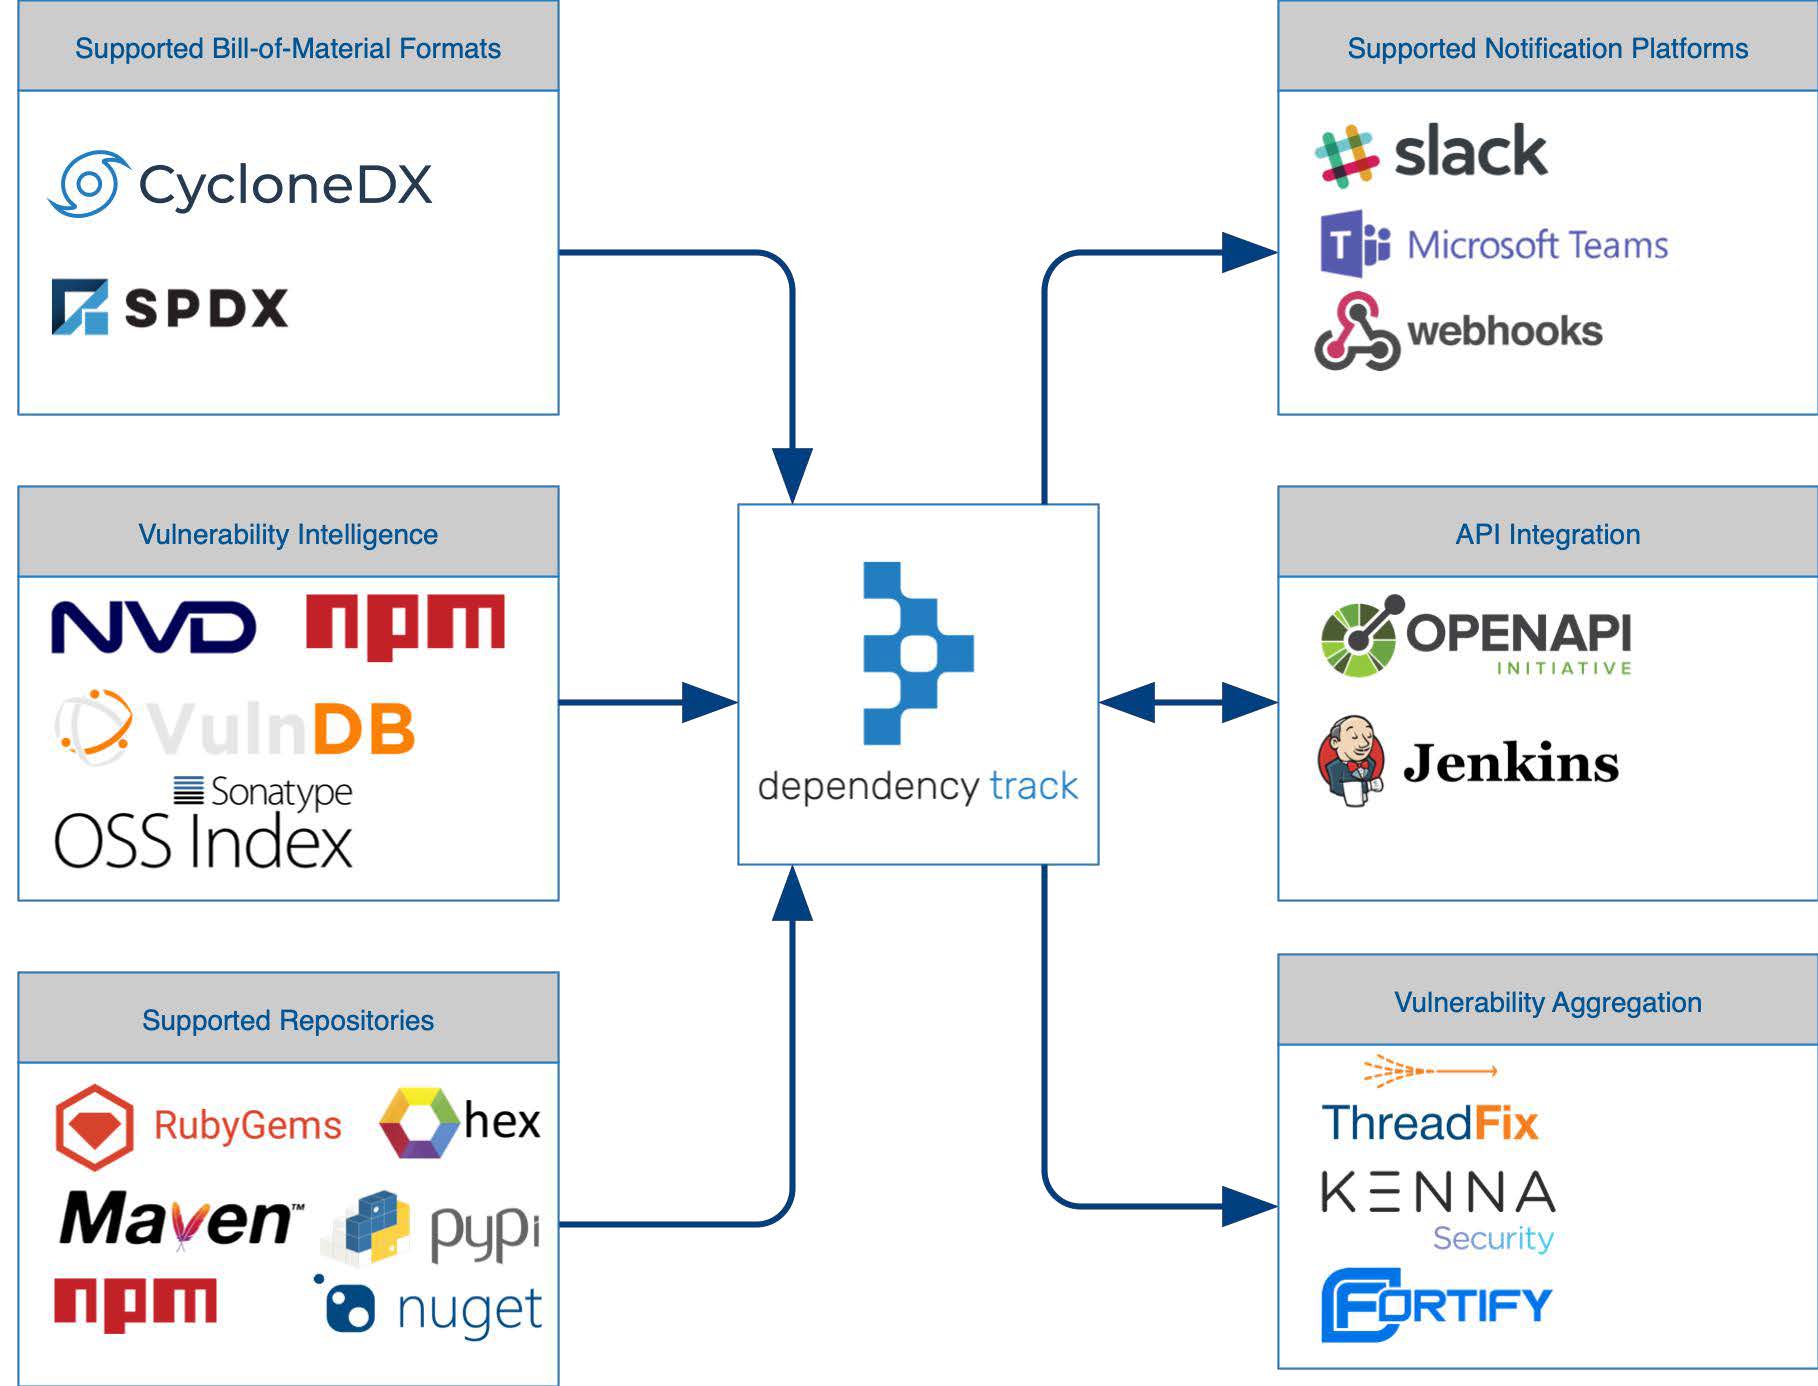 Supported Bill-of-Material Formats
CycloneDX
SPDX
Vulnerability Intelligence
NVD npm
VulnDB
Sonatype
OSS Index
Supported Repositories
RubyGems hex
Maven™ pypi
npm nuget
dependency track
Supported Notification Platforms
slack
T Microsoft Teams
webhooks
API Integration
OPENAPI
INITIATIVE
Jenkins
Vulnerability Aggregation
ThreadFix
KENNA
Security
FORTIFY